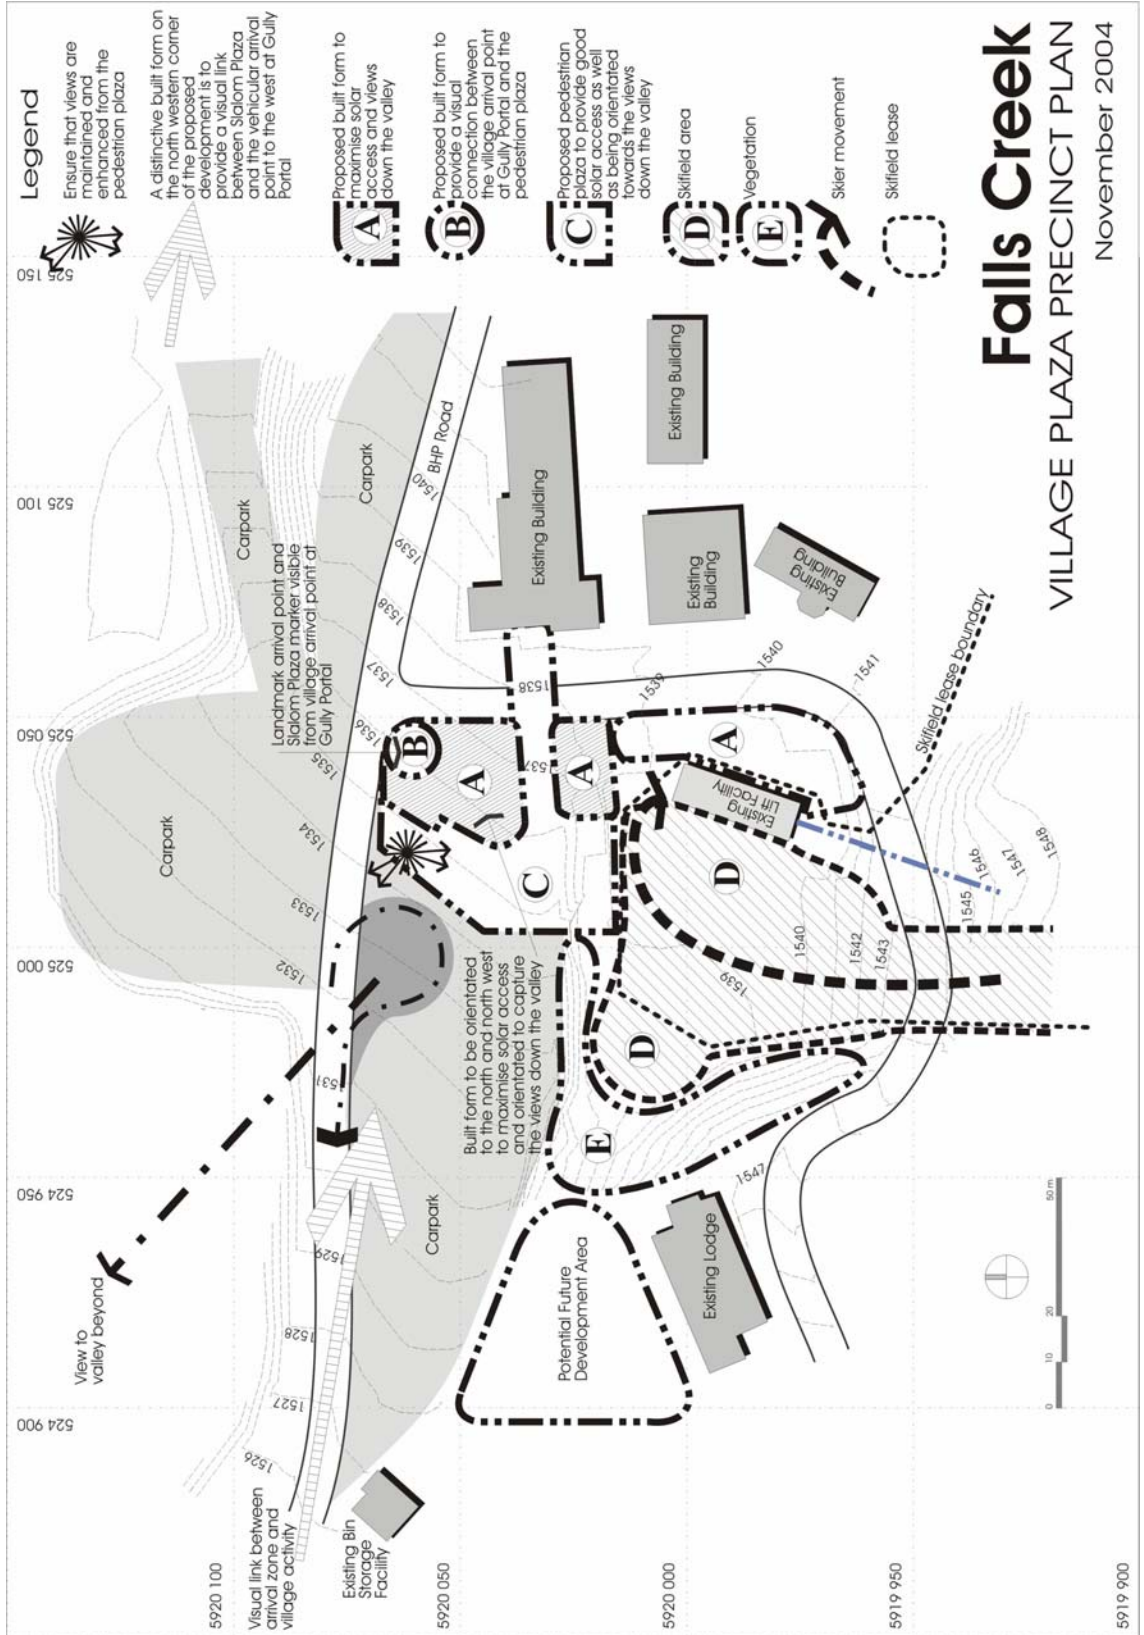 Falls Creek
VILLAGE PLAZA PRECINCT PLAN
November 2004
Legend
Ensure that views are
maintained and
enhanced from the
pedestrian plaza
A distinctive built form on
the north western corner
of the proposed
development is to
provide a visual link
between Slalom Plaza
and the vehicular arrival
point to the west at Gully
Portal
A
Proposed built form to
maximise solar
access and views
down the valley
B
Proposed built form to
provide a visual
connection between
the village arrival point
at Gully Portal and the
pedestrian plaza
C
Proposed pedestrian
plaza to provide good
solar access as well
as being orientated
towards the views
down the valley
D
Skifield area
E
Vegetation
Skier movement
Skifield lease
524 900
524 950
525 000
525 050
525 100
525 150
5920 100
5920 050
5920 000
5919 950
5919 900
View to
valley beyond
Visual link between
arrival zone and
village activity
Existing Bin
Storage
Facility
Carpark
Carpark
Carpark
Carpark
Landmark arrival point and
Slalom Plaza marker visible
from village arrival point at
Gully Portal
BHP Road
Built form to be orientated
to the north and north west
to maximise solar access
and orientated to capture
the views down the valley
Potential Future
Development Area
Existing Lodge
Existing Building
Existing Building
Existing
Building
Existing
Building
Existing
Lift Facility
Skifield lease boundary
A
A
A
B
C
D
D
E
1526
1527
1528
1529
1531
1532
1533
1534
1535
1536
1537
1538
1539
1540
1537
1538
1539
1540
1541
1539
1540
1542
1543
1545
1546
1547
1548
1547
0
10
20
50 m